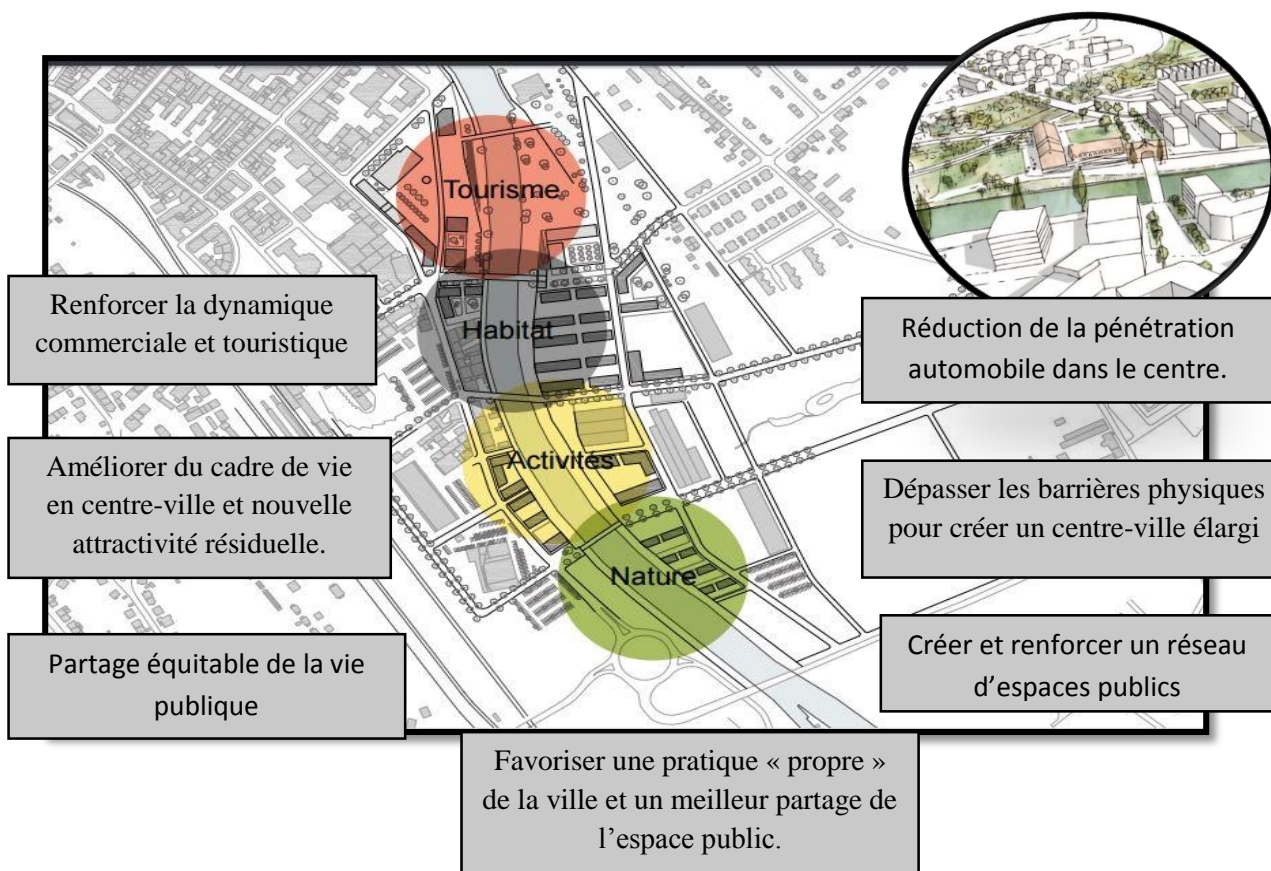 Tourisme
Renforcer la dynamique
commerciale et touristique
Habitat
Réduction de la pénétration
automobile dans le centre.
Améliorer du cadre de vie
en centre-ville et nouvelle
attractivité résiduelle.
Activités
Dépasser les barrières physiques
pour créer un centre-ville élargi
Nature
Partage équitable de la vie
publique
Créer et renforcer un réseau
d’espaces publics
Favoriser une pratique « propre »
de la ville et un meilleur partage de
l’espace public.